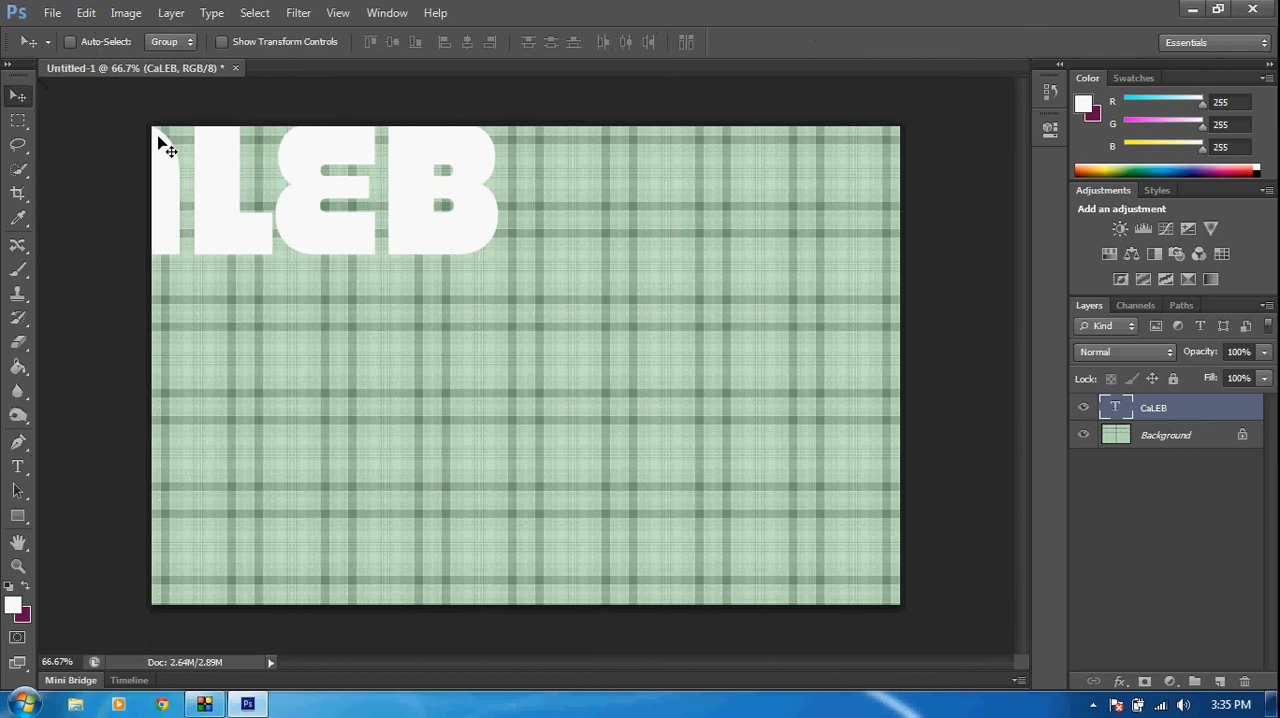 Ps File Edit Image Layer Type Select Filter View Window Help
Auto-Select: Group Show Transform Controls Essentials
Untitled-1 @ 66.7% (CaLEB, RGB/8) * ×
Color Swatches
R 255
G 255
B 255
Adjustments Styles
Add an adjustment
LEB
Layers Channels Paths
Kind
Normal Opacity: 100%
Lock: Fill: 100%
T CaLEB
Background
66.67% Doc: 2.64M/2.89M
Mini Bridge Timeline
Ps 3:35 PM